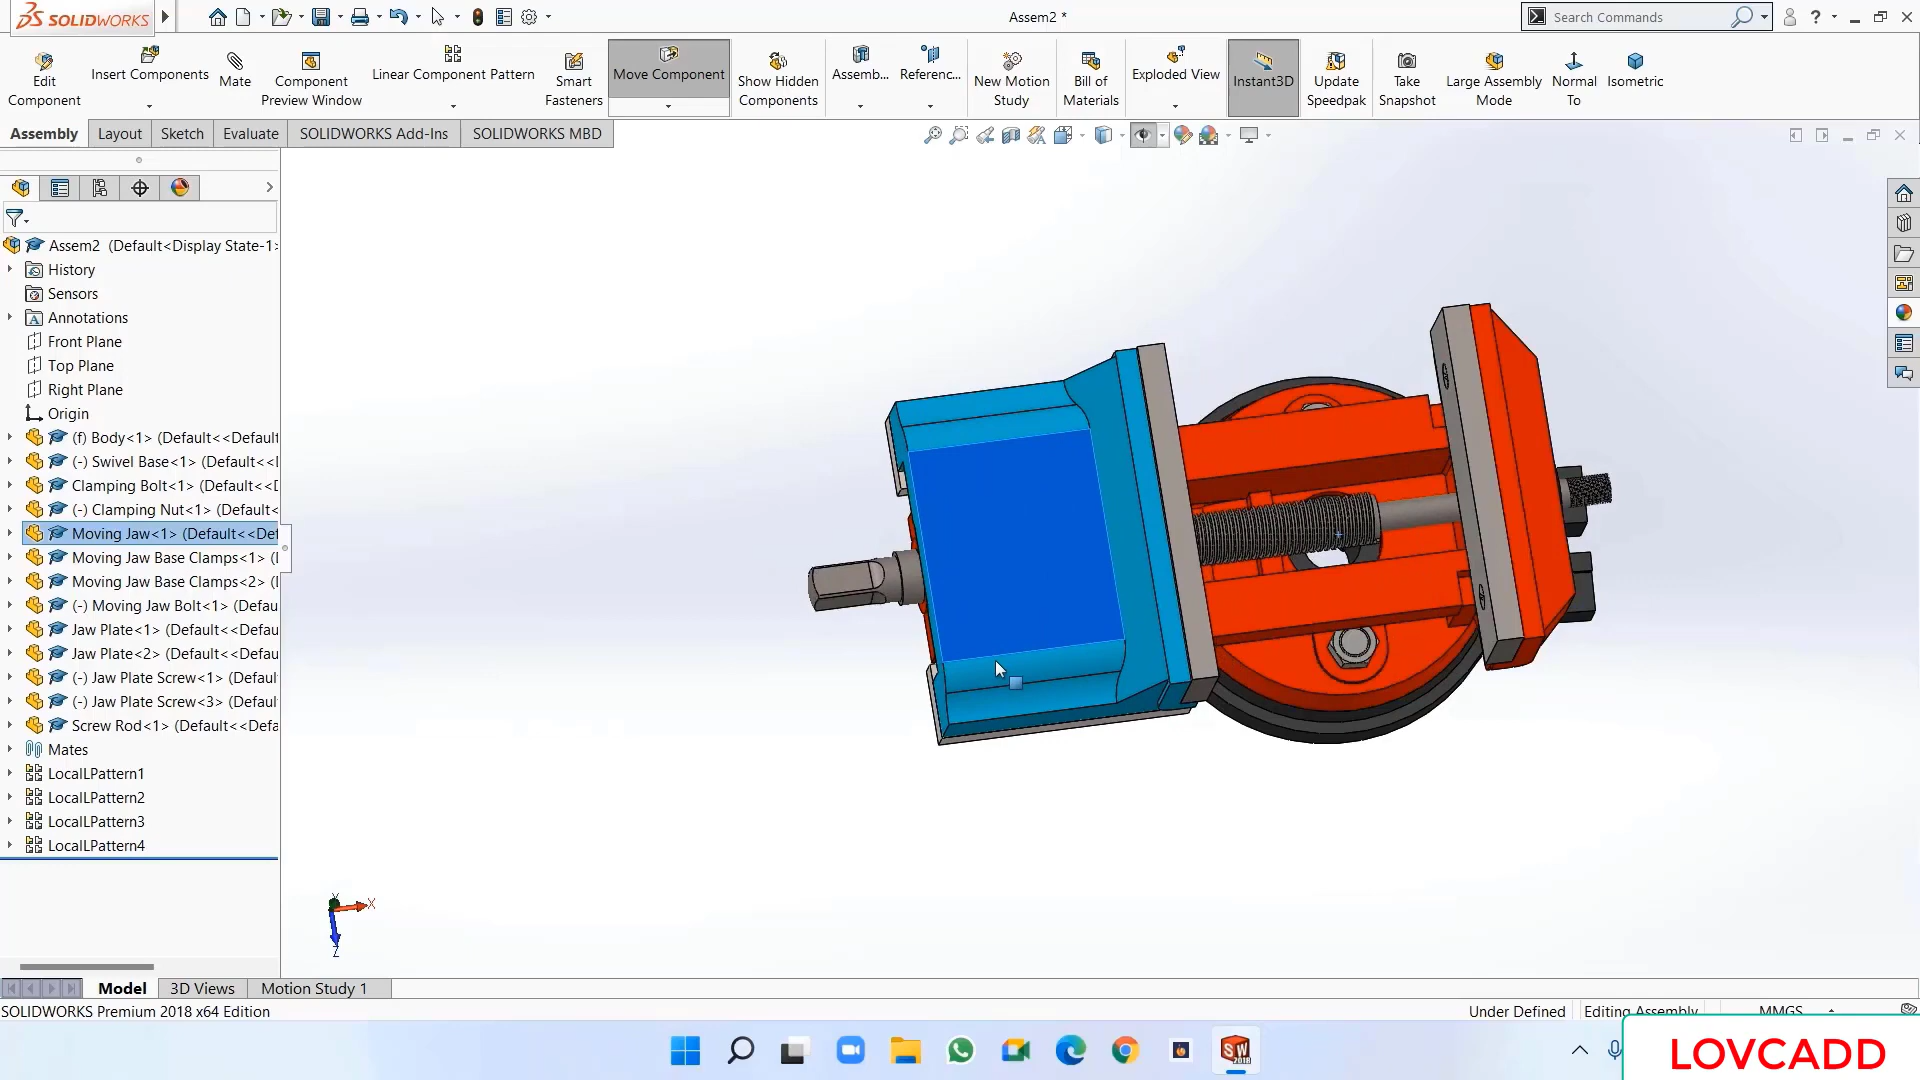 SOLIDWORKS
Assem2 *
Search Commands
Edit Component
Insert Components
Mate
Component Preview Window
Linear Component Pattern
Smart Fasteners
Move Component
Show Hidden Components
Assemb...
Referenc...
New Motion Study
Bill of Materials
Exploded View
Instant3D
Update Speedpak
Take Snapshot
Large Assembly Mode
Normal To
Isometric
Assembly
Layout
Sketch
Evaluate
SOLIDWORKS Add-Ins
SOLIDWORKS MBD
Assem2 (Default<Display State-1>
History
Sensors
Annotations
Front Plane
Top Plane
Right Plane
Origin
(f) Body<1> (Default<<Default
(-) Swivel Base<1> (Default<<
Clamping Bolt<1> (Default<<
(-) Clamping Nut<1> (Default<
Moving Jaw<1> (Default<<Def
Moving Jaw Base Clamps<1> (
Moving Jaw Base Clamps<2> (
(-) Moving Jaw Bolt<1> (Defau
Jaw Plate<1> (Default<<Defau
Jaw Plate<2> (Default<<Defau
(-) Jaw Plate Screw<1> (Defaul
(-) Jaw Plate Screw<3> (Defaul
Screw Rod<1> (Default<<Defa
Mates
LocalLPattern1
LocalLPattern2
LocalLPattern3
LocalLPattern4
Y
X
Z
Model
3D Views
Motion Study 1
SOLIDWORKS Premium 2018 x64 Edition
Under Defined
Editing Assembly
MMGS
SW
2018
LOVCADD